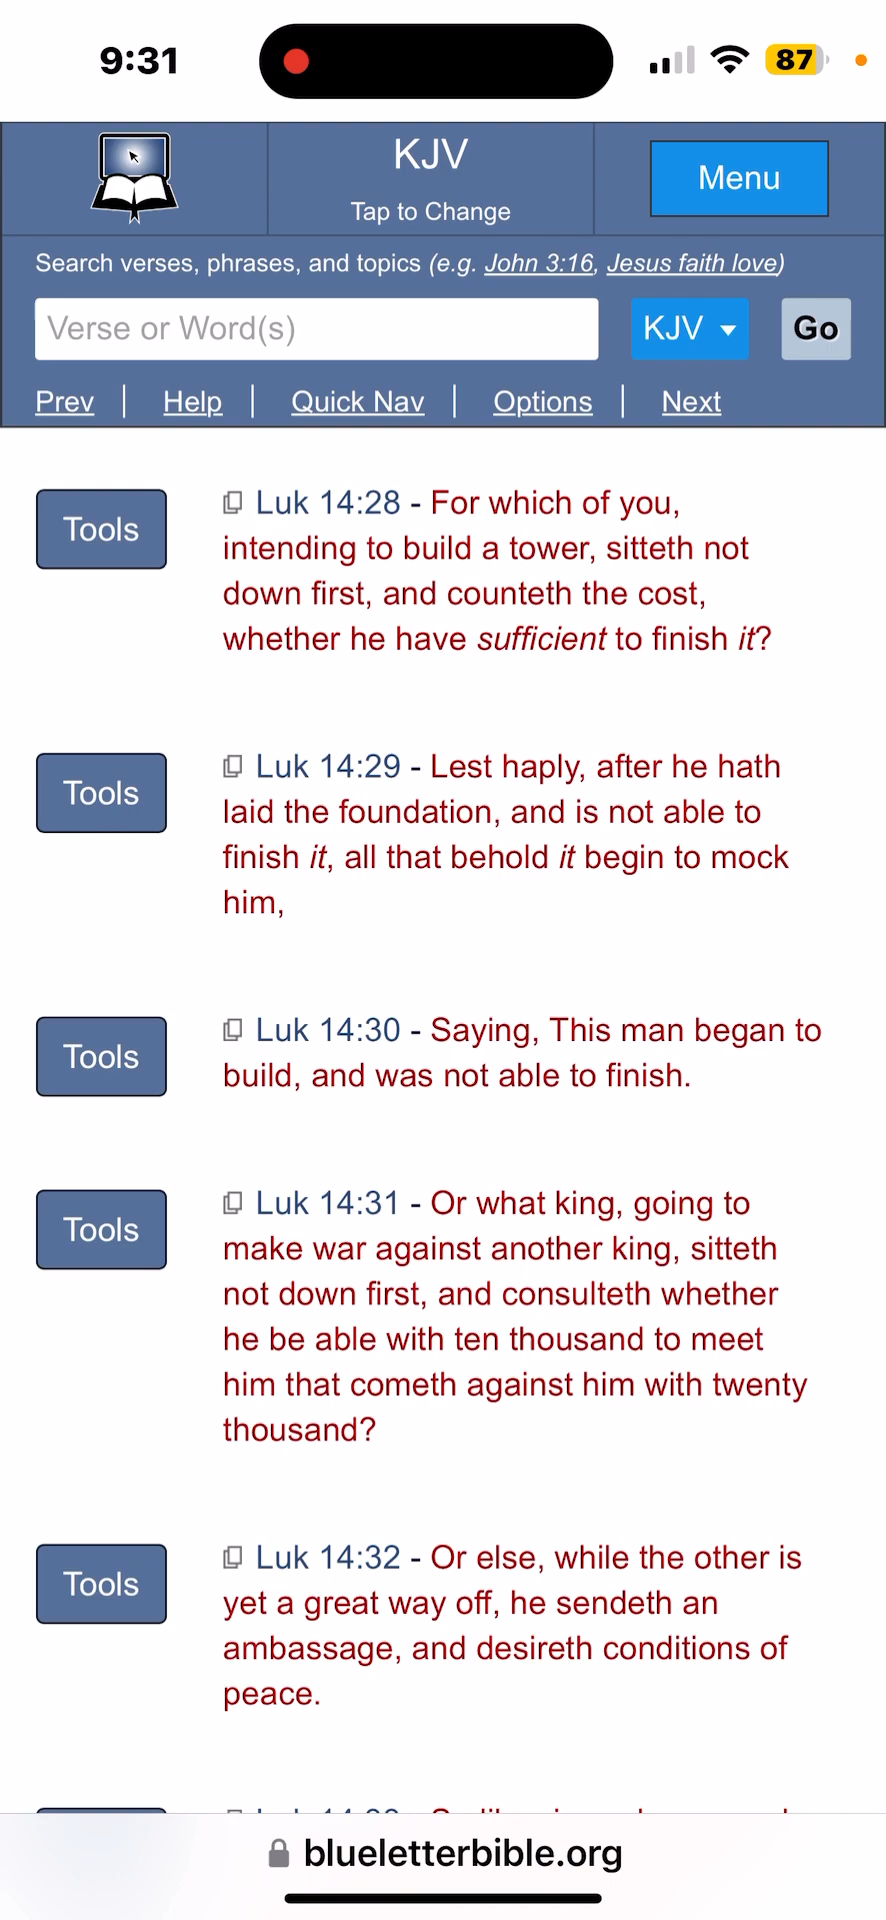 9:31
87
KJV
Tap to Change
Menu
Search verses, phrases, and topics (e.g. John 3:16, Jesus faith love)
Verse or Word(s)
KJV
Go
Prev | Help | Quick Nav | Options | Next
Tools
Luk 14:28 - For which of you,
intending to build a tower, sitteth not
down first, and counteth the cost,
whether he have sufficient to finish it?
Tools
Luk 14:29 - Lest haply, after he hath
laid the foundation, and is not able to
finish it, all that behold it begin to mock
him,
Tools
Luk 14:30 - Saying, This man began to
build, and was not able to finish.
Tools
Luk 14:31 - Or what king, going to
make war against another king, sitteth
not down first, and consulteth whether
he be able with ten thousand to meet
him that cometh against him with twenty
thousand?
Tools
Luk 14:32 - Or else, while the other is
yet a great way off, he sendeth an
ambassage, and desireth conditions of
peace.
blueletterbible.org